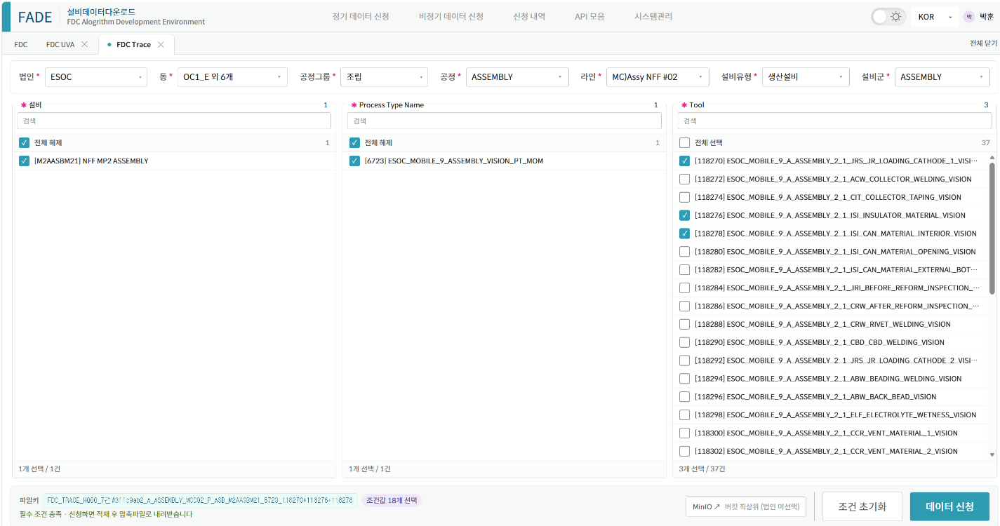 FADE
설비데이터다운로드
FDC Alogrithm Development Environment
정기 데이터 신청 비정기 데이터 신청 신청 내역 API 모음 시스템관리
KOR
박 박훈
FDC FDC UVA FDC Trace
전체 닫기
법인 * ESOC 동 * OC1_E 외 6개 공정그룹 * 조립 공정 * ASSEMBLY 라인 * MC)Assy NFF #02 설비유형 * 생산설비 설비군 * ASSEMBLY
* 설비 1
검색
전체 해제 1
[M2AASBM21] NFF MP2 ASSEMBLY
1개 선택 / 1건
* Process Type Name 1
검색
전체 해제 1
[6723] ESOC_MOBILE_9_ASSEMBLY_VISION_PT_MOM
1개 선택 / 1건
* Tool 3
검색
전체 선택 37
[118270] ESOC_MOBILE_9_A_ASSEMBLY_2_1_JRS_JR_LOADING_CATHODE_1_VISI···
[118272] ESOC_MOBILE_9_A_ASSEMBLY_2_1_ACW_COLLECTOR_WELDING_VISION
[118274] ESOC_MOBILE_9_A_ASSEMBLY_2_1_CIT_COLLECTOR_TAPING_VISION
[118276] ESOC_MOBILE_9_A_ASSEMBLY_2_1_ISI_INSULATOR_MATERIAL_VISION
[118278] ESOC_MOBILE_9_A_ASSEMBLY_2_1_ISI_CAN_MATERIAL_INTERIOR_VISION
[118280] ESOC_MOBILE_9_A_ASSEMBLY_2_1_ISI_CAN_MATERIAL_OPENING_VISION
[118282] ESOC_MOBILE_9_A_ASSEMBLY_2_1_ISI_CAN_MATERIAL_EXTERNAL_BOT···
[118284] ESOC_MOBILE_9_A_ASSEMBLY_2_1_JRI_BEFORE_REFORM_INSPECTION_···
[118286] ESOC_MOBILE_9_A_ASSEMBLY_2_1_CRW_AFTER_REFORM_INSPECTION_···
[118288] ESOC_MOBILE_9_A_ASSEMBLY_2_1_CRW_RIVET_WELDING_VISION
[118290] ESOC_MOBILE_9_A_ASSEMBLY_2_1_CBD_CBD_WELDING_VISION
[118292] ESOC_MOBILE_9_A_ASSEMBLY_2_1_JRS_JR_LOADING_CATHODE_2_VISI···
[118294] ESOC_MOBILE_9_A_ASSEMBLY_2_1_ABW_BEADING_WELDING_VISION
[118296] ESOC_MOBILE_9_A_ASSEMBLY_2_1_ABW_BACK_BEAD_VISION
[118298] ESOC_MOBILE_9_A_ASSEMBLY_2_1_ELF_ELECTROLYTE_WETNESS_VISION
[118300] ESOC_MOBILE_9_A_ASSEMBLY_2_1_CCR_VENT_MATERIAL_1_VISION
[118302] ESOC_MOBILE_9_A_ASSEMBLY_2_1_CCR_VENT_MATERIAL_2_VISION
3개 선택 / 37건
파일키 FDC_TRACE_HQ00_7건#3ffc9ab2_A_ASSEMBLY_MCC02_P_ASB_M2AASBM21_6723_118270+118276+118278 조건값 18개 선택
필수 조건 충족 · 신청하면 적재 후 압축파일로 내려받습니다
MinIO ↗ 버킷 최상위 (법인 미선택)
조건 초기화
데이터 신청